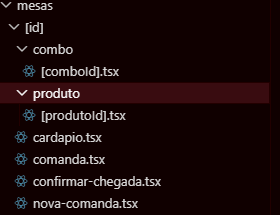 mesas
[id]
combo
[comboId].tsx
produto
[produtoId].tsx
cardapio.tsx
comanda.tsx
confirmar-chegada.tsx
nova-comanda.tsx